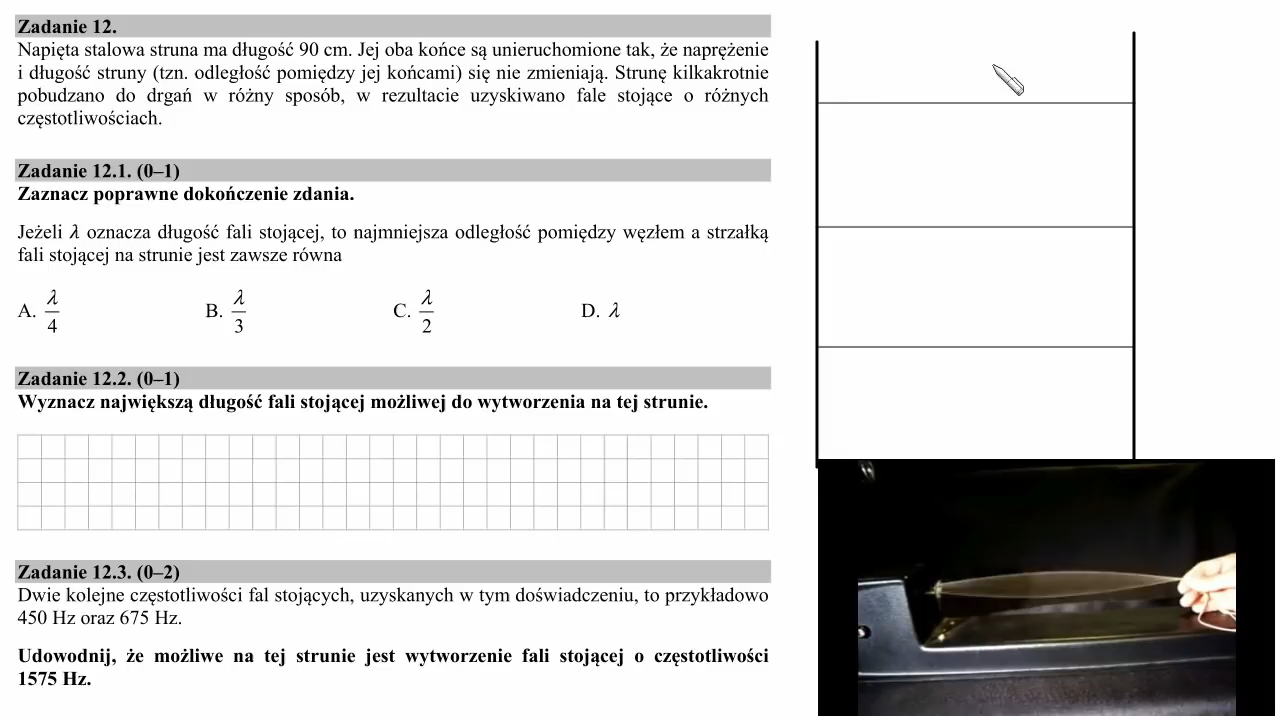 Zadanie 12.
Napięta stalowa struna ma długość 90 cm. Jej oba końce są unieruchomione tak, że naprężenie
i długość struny (tzn. odległość pomiędzy jej końcami) się nie zmieniają. Strunę kilkakrotnie
pobudzano do drgań w różny sposób, w rezultacie uzyskiwano fale stojące o różnych
częstotliwościach.
Zadanie 12.1. (0–1)
Zaznacz poprawne dokończenie zdania.
Jeżeli λ oznacza długość fali stojącej, to najmniejsza odległość pomiędzy węzłem a strzałką
fali stojącej na strunie jest zawsze równa
A. λ/4 B. λ/3 C. λ/2 D. λ
Zadanie 12.2. (0–1)
Wyznacz największą długość fali stojącej możliwej do wytworzenia na tej strunie.
Zadanie 12.3. (0–2)
Dwie kolejne częstotliwości fal stojących, uzyskanych w tym doświadczeniu, to przykładowo
450 Hz oraz 675 Hz.
Udowodnij, że możliwe na tej strunie jest wytworzenie fali stojącej o częstotliwości
1575 Hz.